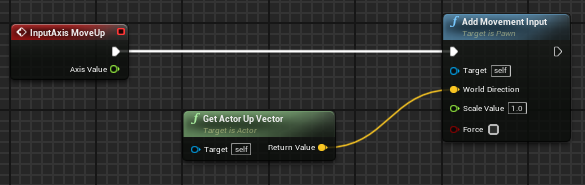 InputAxis MoveUp
Axis Value
Add Movement Input
Target is Pawn
Target self
World Direction
Scale Value 1.0
Force
Get Actor Up Vector
Target is Actor
Target self Return Value